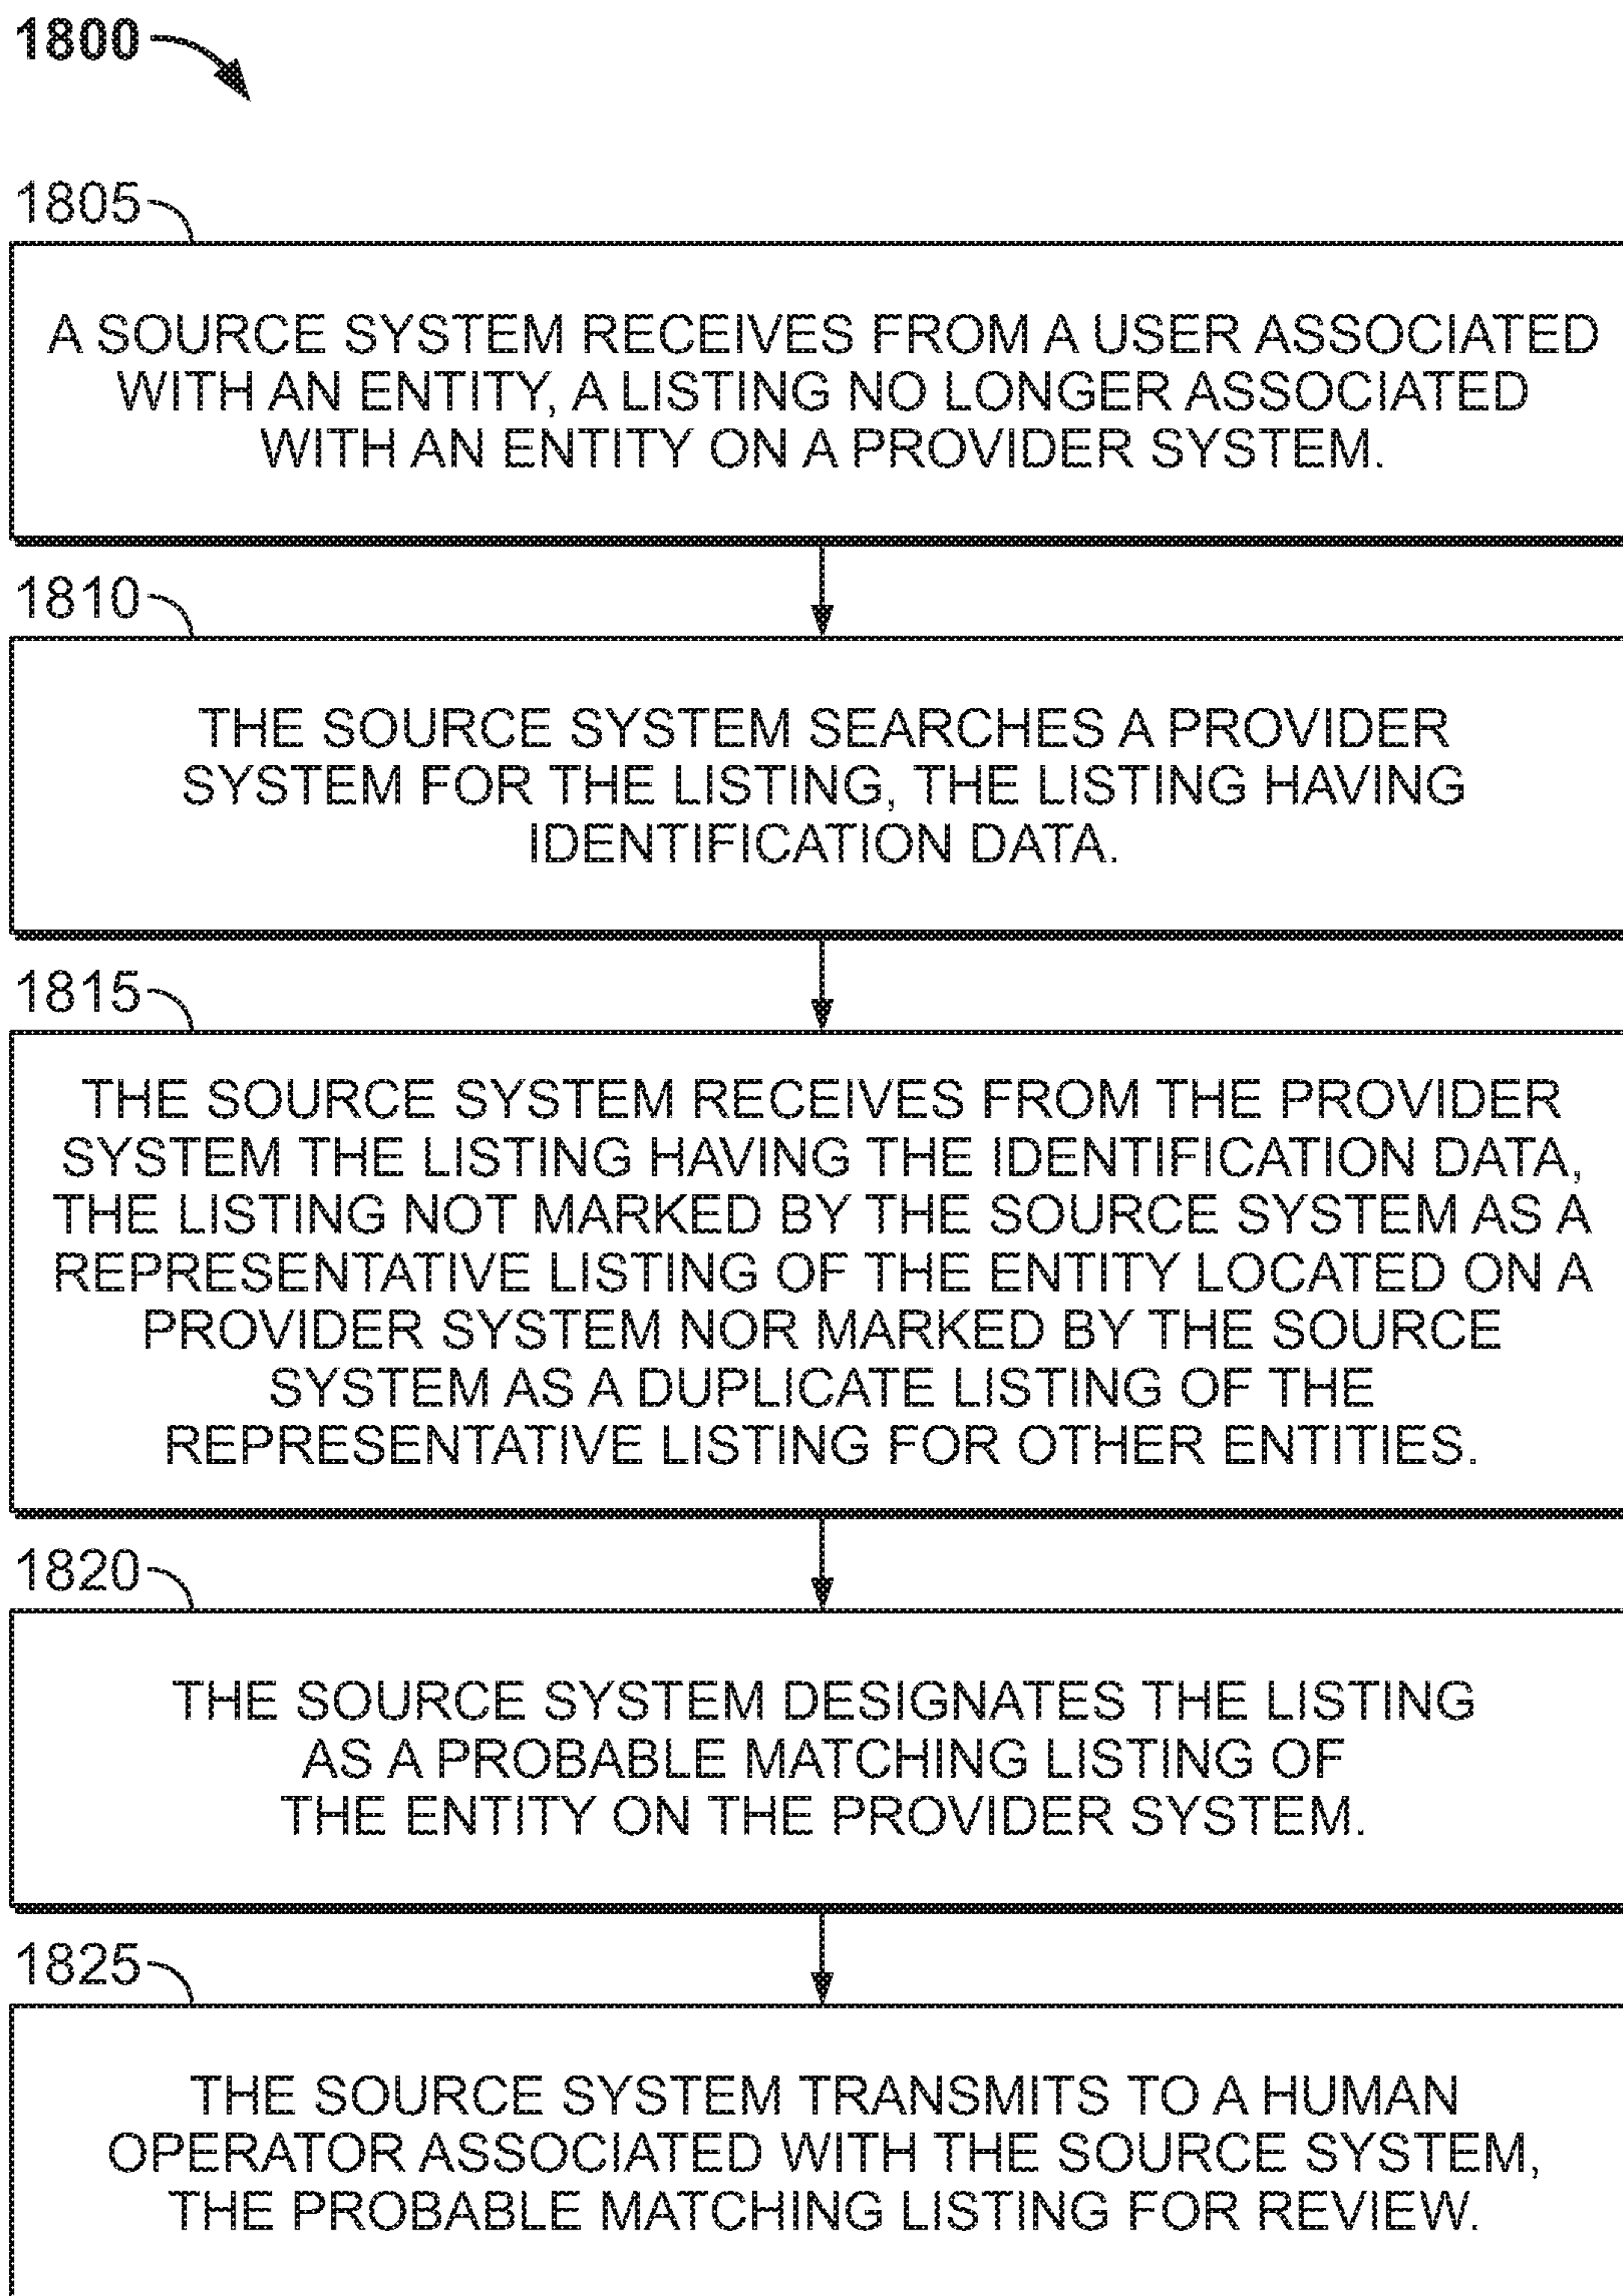 1800
1805
A SOURCE SYSTEM RECEIVES FROM A USER ASSOCIATED
WITH AN ENTITY, A LISTING NO LONGER ASSOCIATED
WITH AN ENTITY ON A PROVIDER SYSTEM.
1810
THE SOURCE SYSTEM SEARCHES A PROVIDER
SYSTEM FOR THE LISTING, THE LISTING HAVING
IDENTIFICATION DATA.
1815
THE SOURCE SYSTEM RECEIVES FROM THE PROVIDER
SYSTEM THE LISTING HAVING THE IDENTIFICATION DATA,
THE LISTING NOT MARKED BY THE SOURCE SYSTEM AS A
REPRESENTATIVE LISTING OF THE ENTITY LOCATED ON A
PROVIDER SYSTEM NOR MARKED BY THE SOURCE
SYSTEM AS A DUPLICATE LISTING OF THE
REPRESENTATIVE LISTING FOR OTHER ENTITIES.
1820
THE SOURCE SYSTEM DESIGNATES THE LISTING
AS A PROBABLE MATCHING LISTING OF
THE ENTITY ON THE PROVIDER SYSTEM.
1825
THE SOURCE SYSTEM TRANSMITS TO A HUMAN
OPERATOR ASSOCIATED WITH THE SOURCE SYSTEM,
THE PROBABLE MATCHING LISTING FOR REVIEW.